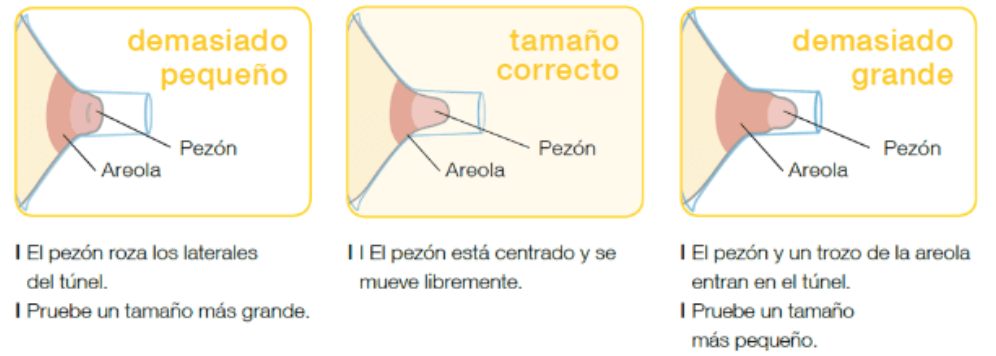 demasiado
pequeño
Pezón
Areola
I El pezón roza los laterales
del túnel.
I Pruebe un tamaño más grande.
tamaño
correcto
Pezón
Areola
I I El pezón está centrado y se
mueve libremente.
demasiado
grande
Pezón
Areola
I El pezón y un trozo de la areola
entran en el túnel.
I Pruebe un tamaño
más pequeño.